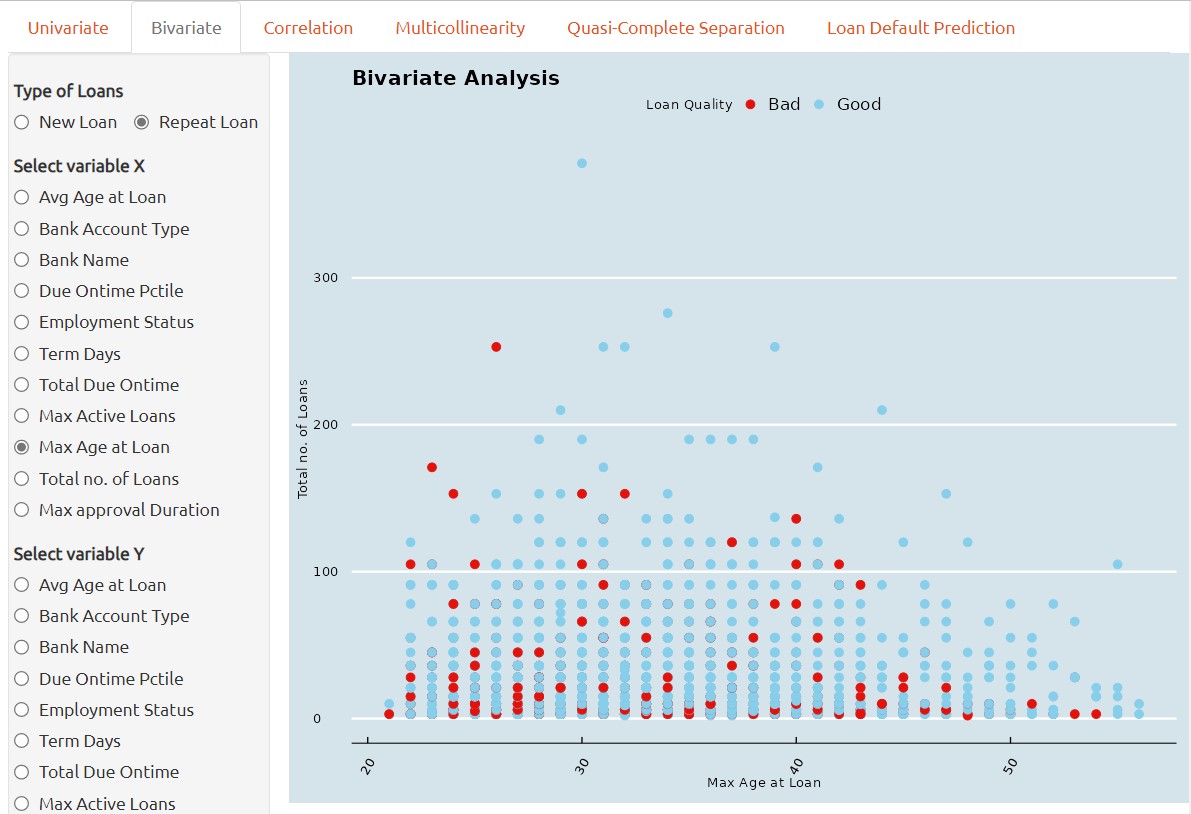 Univariate Bivariate Correlation Multicollinearity Quasi-Complete Separation Loan Default Prediction
Type of Loans
New Loan Repeat Loan
Select variable X
Avg Age at Loan
Bank Account Type
Bank Name
Due Ontime Pctile
Employment Status
Term Days
Total Due Ontime
Max Active Loans
Max Age at Loan
Total no. of Loans
Max approval Duration
Select variable Y
Avg Age at Loan
Bank Account Type
Bank Name
Due Ontime Pctile
Employment Status
Term Days
Total Due Ontime
Max Active Loans
Bivariate Analysis
Loan Quality Bad Good
Total no. of Loans
300
200
100
0
20 30 40 50
Max Age at Loan